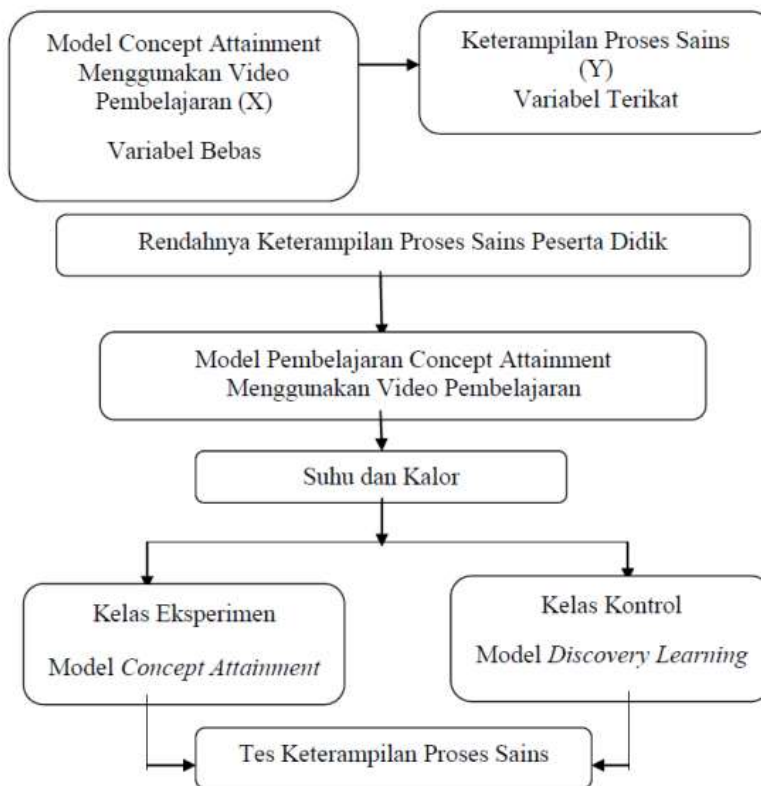 Model Concept Attainment
Menggunakan Video
Pembelajaran (X)
Variabel Bebas
Keterampilan Proses Sains
(Y)
Variabel Terikat
Rendahnya Keterampilan Proses Sains Peserta Didik
Model Pembelajaran Concept Attainment
Menggunakan Video Pembelajaran
Suhu dan Kalor
Kelas Eksperimen
Model Concept Attainment
Kelas Kontrol
Model Discovery Learning
Tes Keterampilan Proses Sains